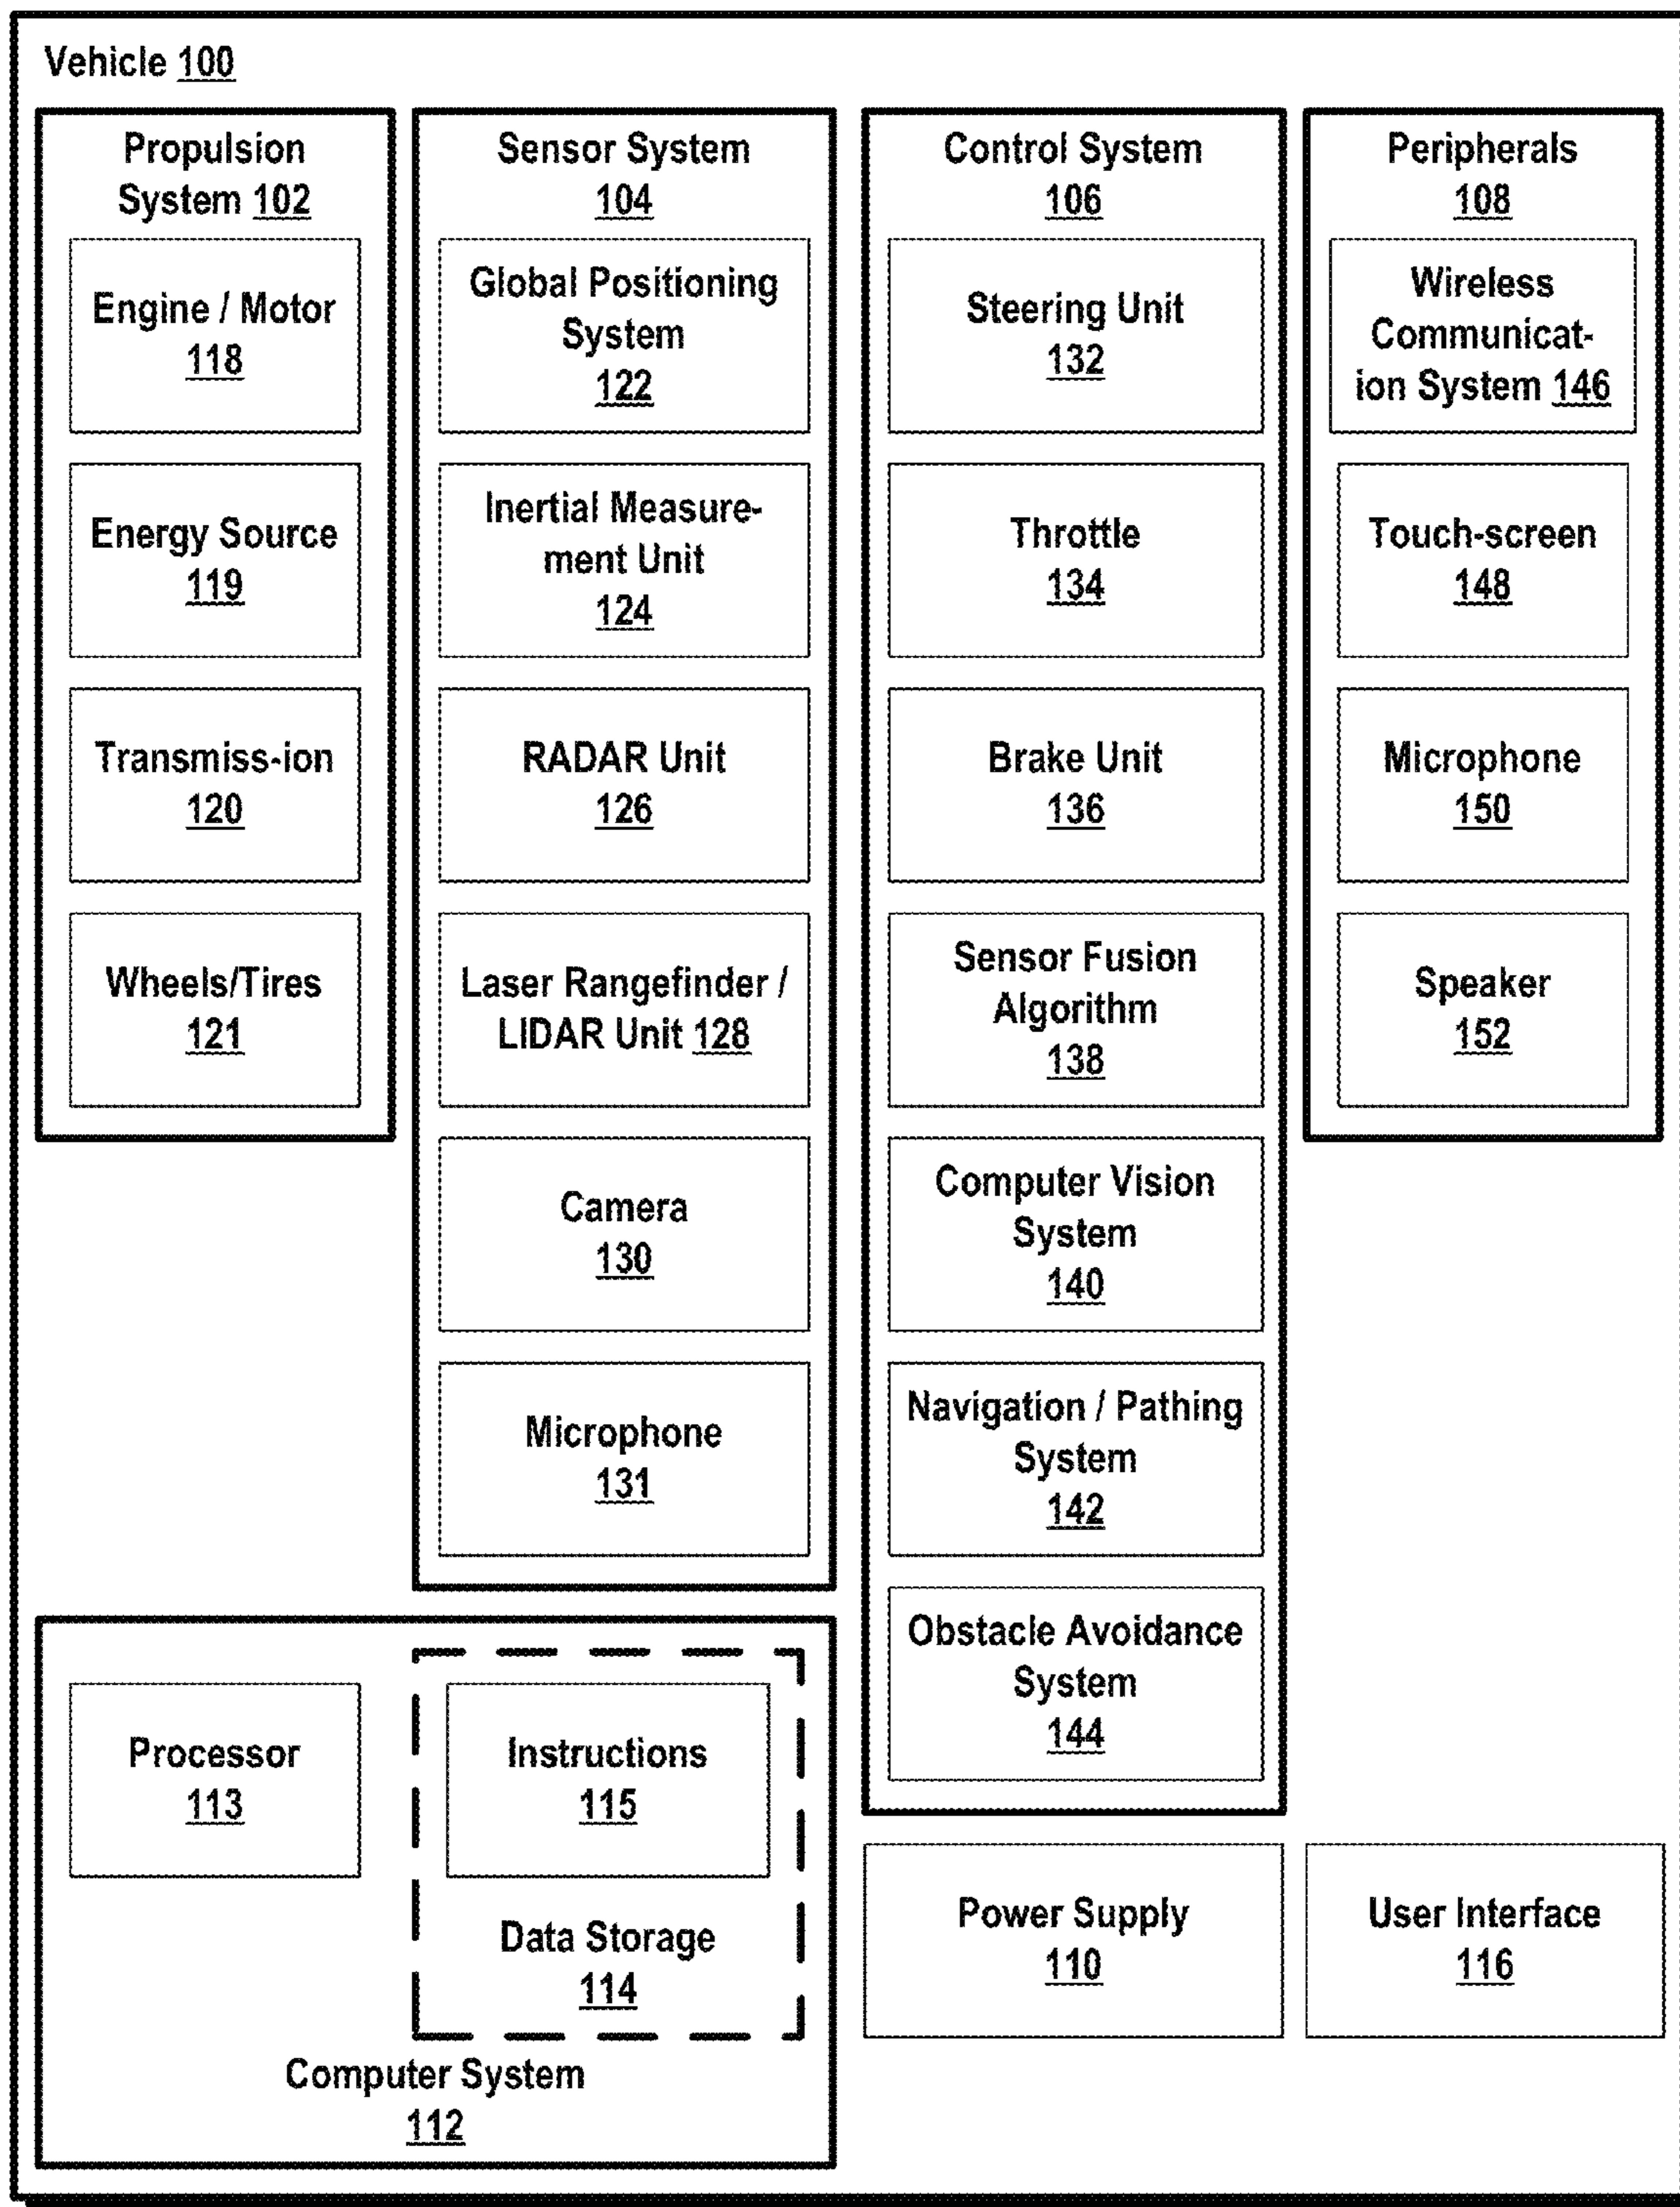 Vehicle 100
Propulsion
System 102
Engine / Motor
118
Energy Source
119
Transmiss-ion
120
Wheels/Tires
121
Sensor System
104
Global Positioning
System
122
Inertial Measure-
ment Unit
124
RADAR Unit
126
Laser Rangefinder /
LIDAR Unit 128
Camera
130
Microphone
131
Control System
106
Steering Unit
132
Throttle
134
Brake Unit
136
Sensor Fusion
Algorithm
138
Computer Vision
System
140
Navigation / Pathing
System
142
Obstacle Avoidance
System
144
Peripherals
108
Wireless
Communicat-
ion System 146
Touch-screen
148
Microphone
150
Speaker
152
Processor
113
Instructions
115
Data Storage
114
Computer System
112
Power Supply
110
User Interface
116